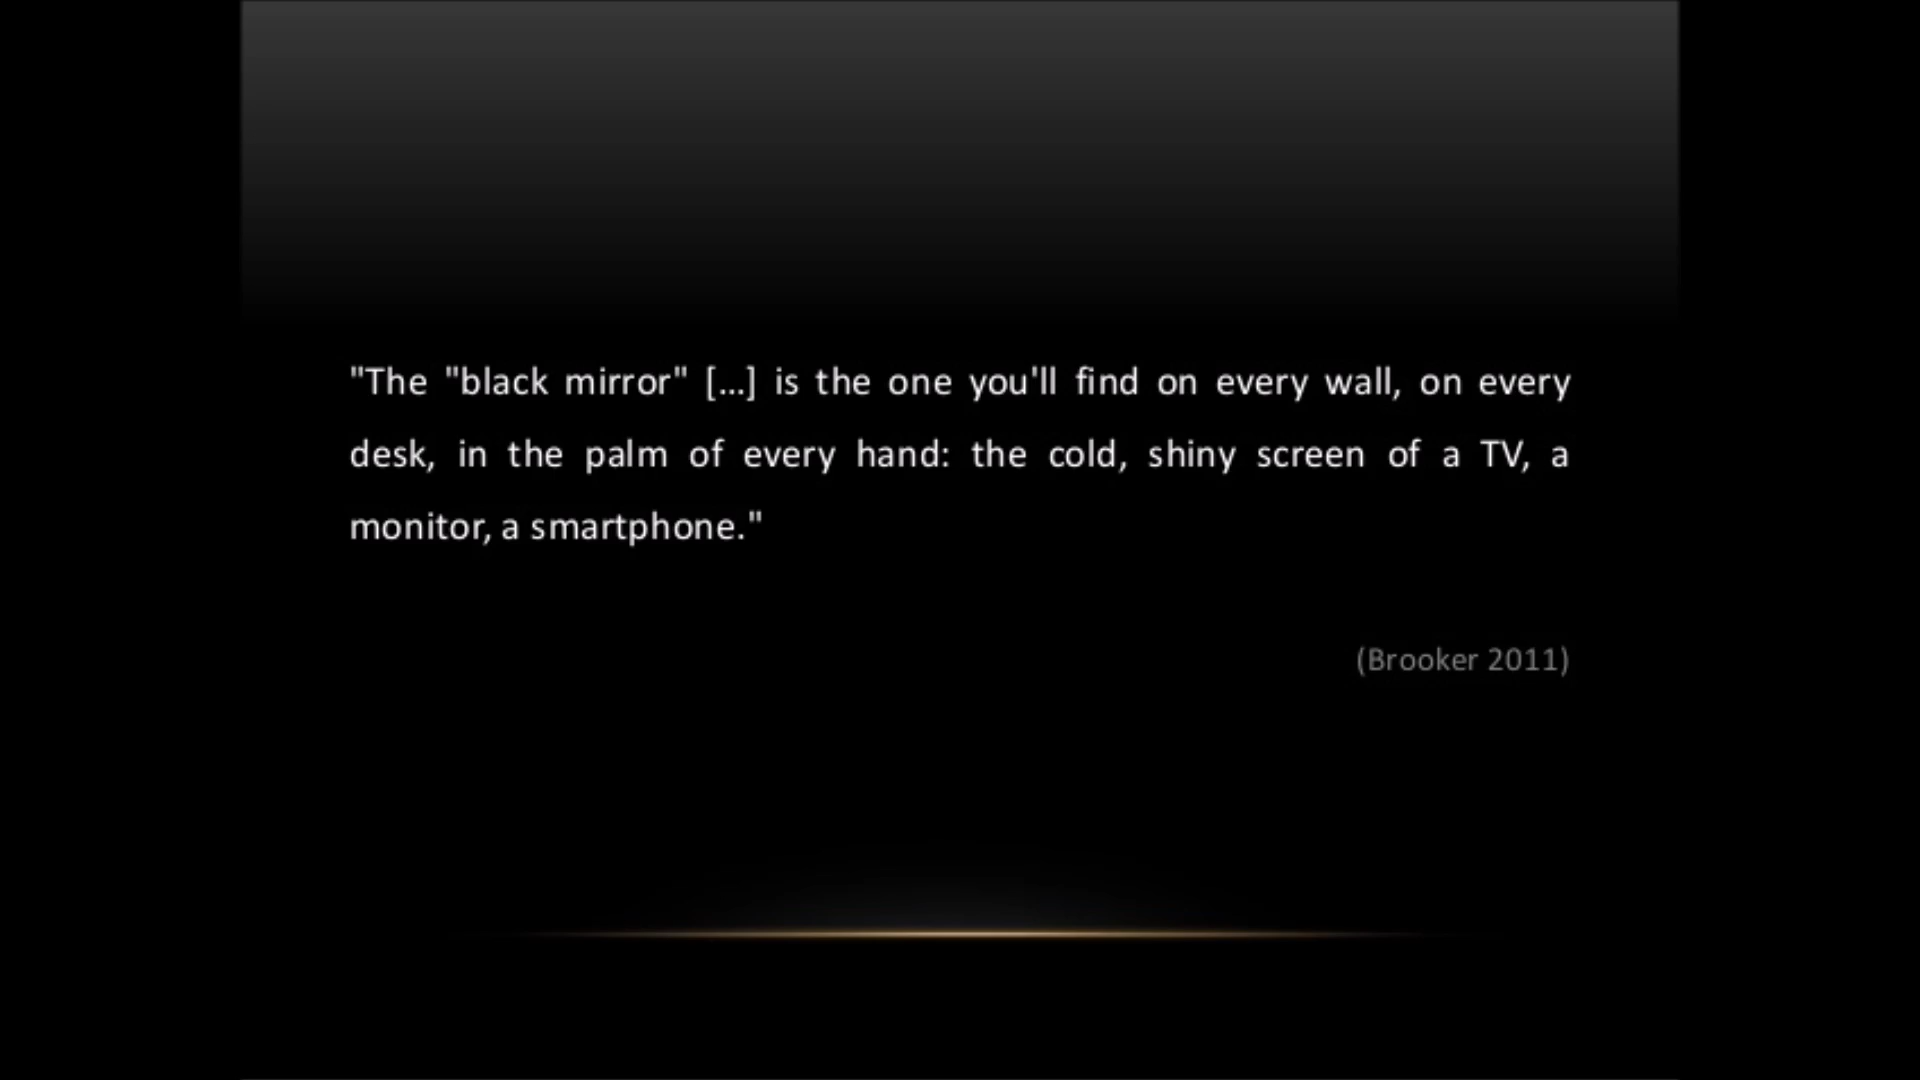 "The "black mirror" [...] is the one you'll find on every wall, on every
desk, in the palm of every hand: the cold, shiny screen of a TV, a
monitor, a smartphone."
(Brooker 2011)